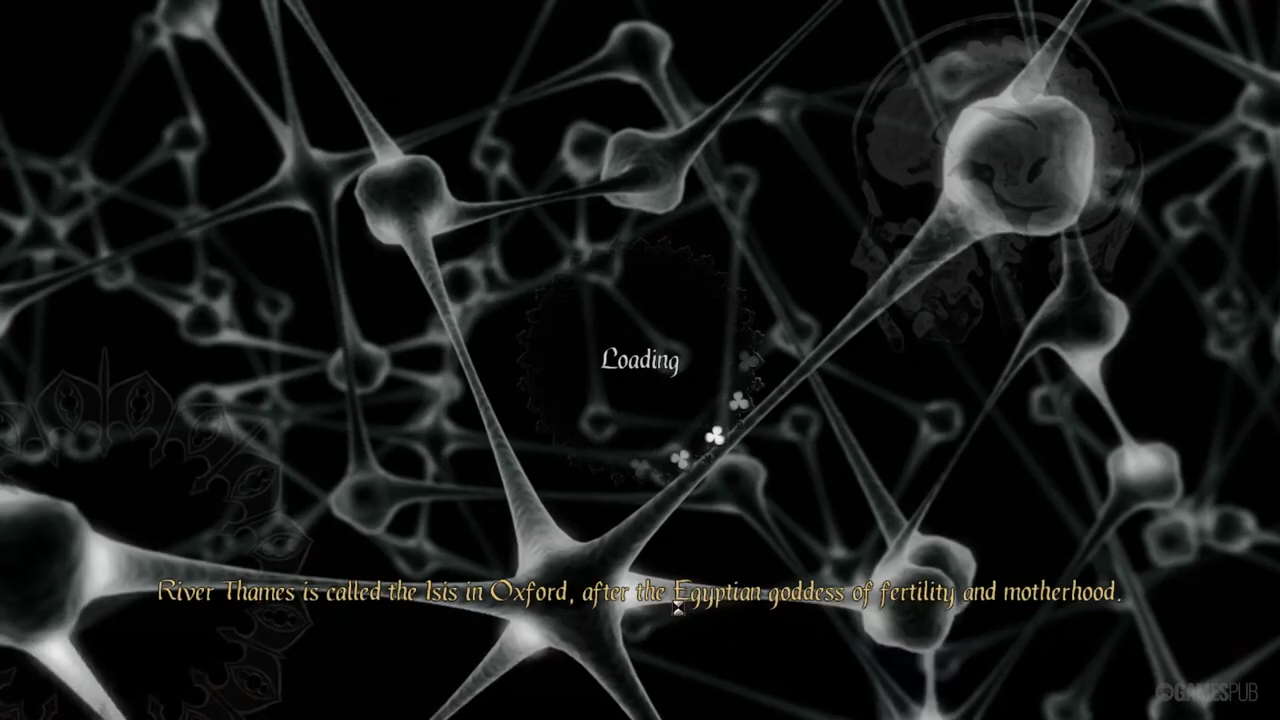 Loading
River Thames is called the Isis in Oxford, after the Egyptian goddess of fertility and motherhood.
GAMESPUB